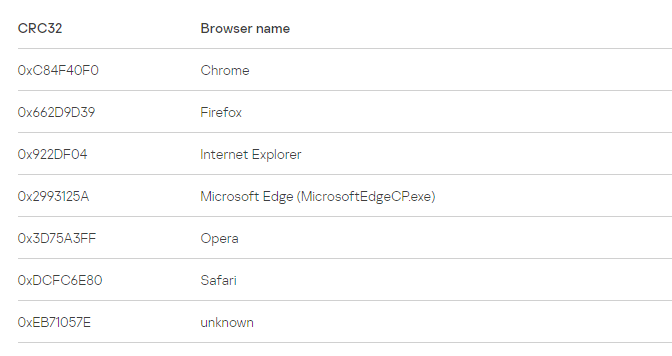 CRC32 Browser name
0xC84F40F0 Chrome
0x662D9D39 Firefox
0x922DF04 Internet Explorer
0x2993125A Microsoft Edge (MicrosoftEdgeCP.exe)
0x3D75A3FF Opera
0xDCFC6E80 Safari
0xEB71057E unknown